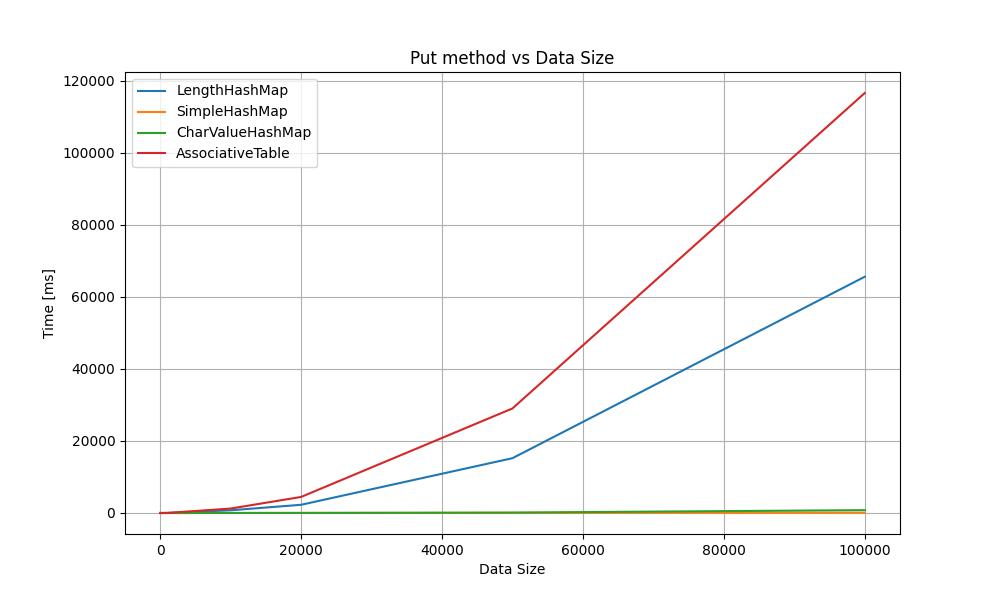 Put method vs Data Size
LengthHashMap
SimpleHashMap
CharValueHashMap
AssociativeTable
120000
100000
80000
60000
40000
20000
0
Time [ms]
0 20000 40000 60000 80000 100000
Data Size